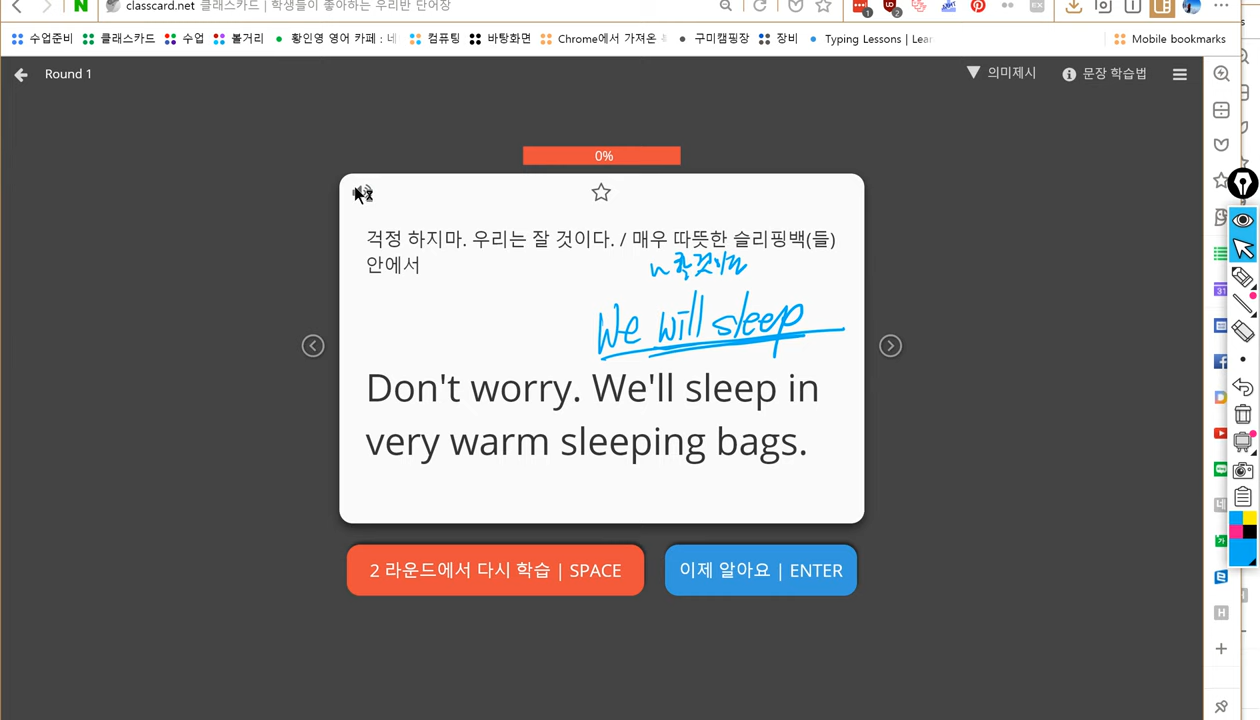 classcard.net 클래스카드 | 학생들이 좋아하는 우리반 단어장
수업준비 클래스카드 수업 볼거리 황인영 영어 카페 : 네 컴퓨팅 바탕화면 Chrome에서 가져온 구미캠핑장 장비 Typing Lessons | Lear Mobile bookmarks
Round 1 의미제시 문장 학습법
0%
걱정 하지마. 우리는 잘 것이다. / 매우 따뜻한 슬리핑백(들)
안에서
We will sleep
Don't worry. We'll sleep in
very warm sleeping bags.
2 라운드에서 다시 학습 | SPACE 이제 알아요 | ENTER